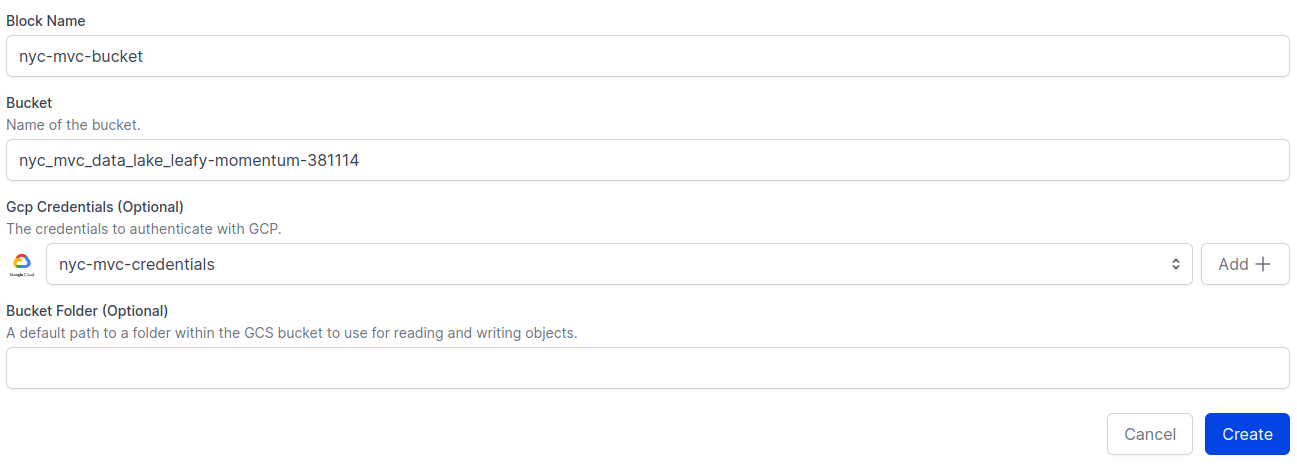 Block Name
nyc-mvc-bucket
Bucket
Name of the bucket.
nyc_mvc_data_lake_leafy-momentum-381114
Gcp Credentials (Optional)
The credentials to authenticate with GCP.
Google Cloud
nyc-mvc-credentials
Add
Bucket Folder (Optional)
A default path to a folder within the GCS bucket to use for reading and writing objects.
Cancel
Create